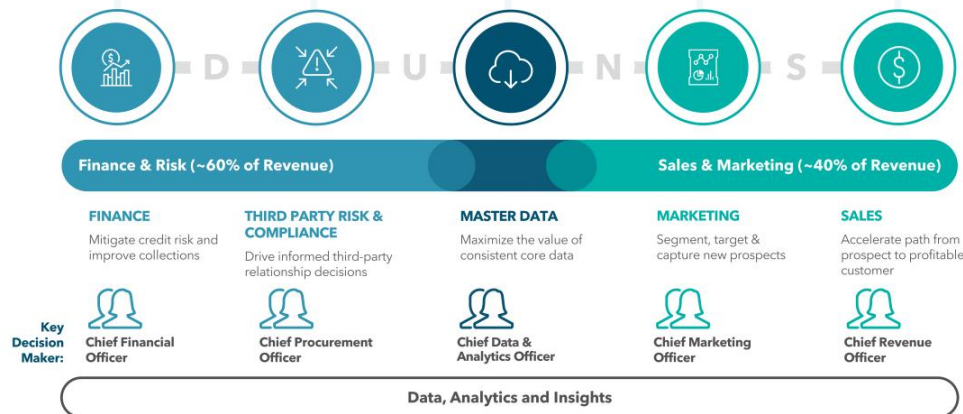 D U N S
Finance & Risk (~60% of Revenue)
Sales & Marketing (~40% of Revenue)
FINANCE
Mitigate credit risk and
improve collections
THIRD PARTY RISK &
COMPLIANCE
Drive informed third-party
relationship decisions
MASTER DATA
Maximize the value of
consistent core data
MARKETING
Segment, target &
capture new prospects
SALES
Accelerate path from
prospect to profitable
customer
Key
Decision
Maker:
Chief Financial
Officer
Chief Procurement
Officer
Chief Data &
Analytics Officer
Chief Marketing
Officer
Chief Revenue
Officer
Data, Analytics and Insights